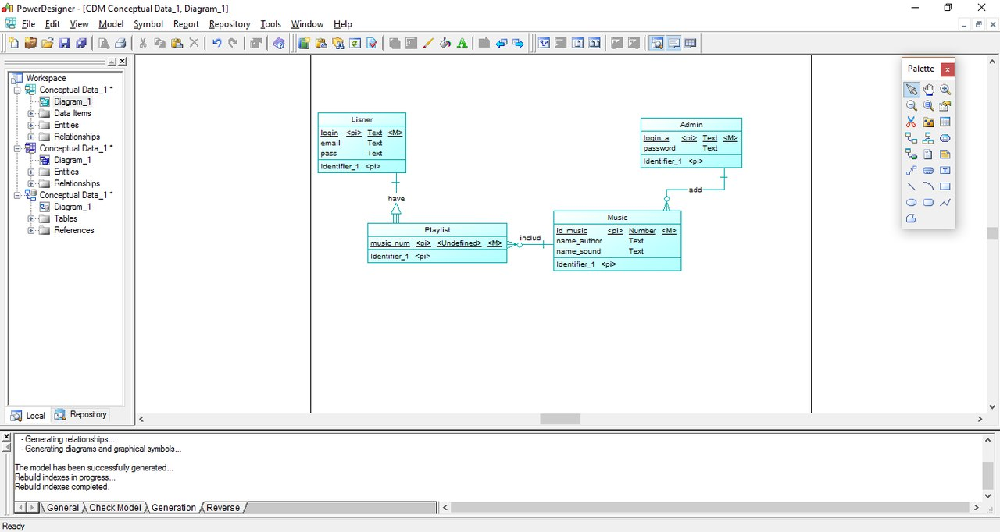 PowerDesigner - [CDM Conceptual Data_1, Diagram_1]
File Edit View Model Symbol Report Repository Tools Window Help
Workspace
Conceptual Data_1 *
Diagram_1
Data Items
Entities
Relationships
Conceptual Data_1 *
Diagram_1
Entities
Relationships
Conceptual Data_1 *
Diagram_1
Tables
References
Local Repository
Lisner
login <pi> Text <M>
email Text
pass Text
Identifier_1 <pi>
have
Playlist
music_num <pi> <Undefined> <M>
Identifier_1 <pi>
includ
Admin
login_a <pi> Text <M>
password Text
Identifier_1 <pi>
add
Music
id_music <pi> Number <M>
name_author Text
name_sound Text
Identifier_1 <pi>
Palette
- Generating relationships...
- Generating diagrams and graphical symbols...
The model has been successfully generated...
Rebuild indexes in progress...
Rebuild indexes completed.
General Check Model Generation Reverse
Ready